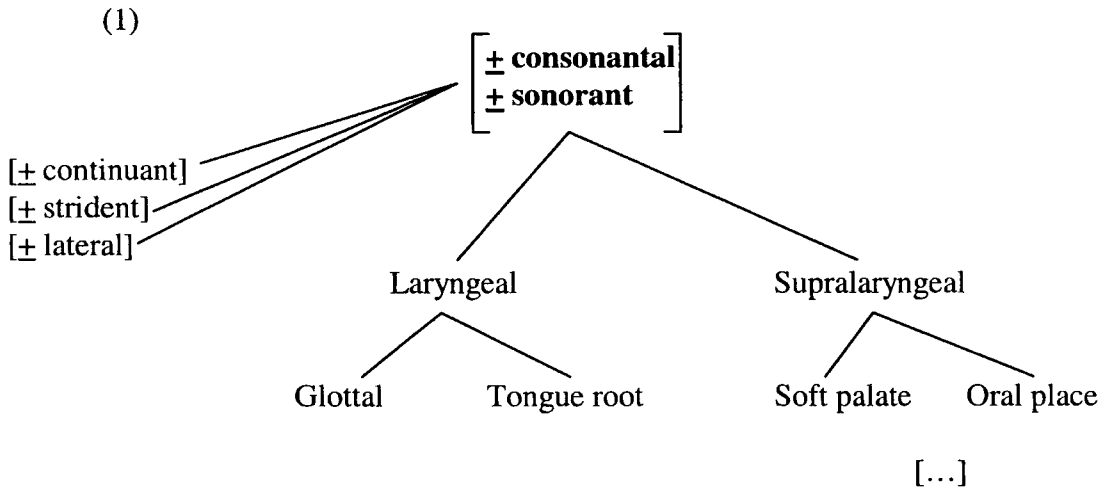 (1)
[± consonantal]
[± sonorant]
[± continuant]
[± strident]
[± lateral]
Laryngeal Supralaryngeal
Glottal Tongue root Soft palate Oral place
[…]